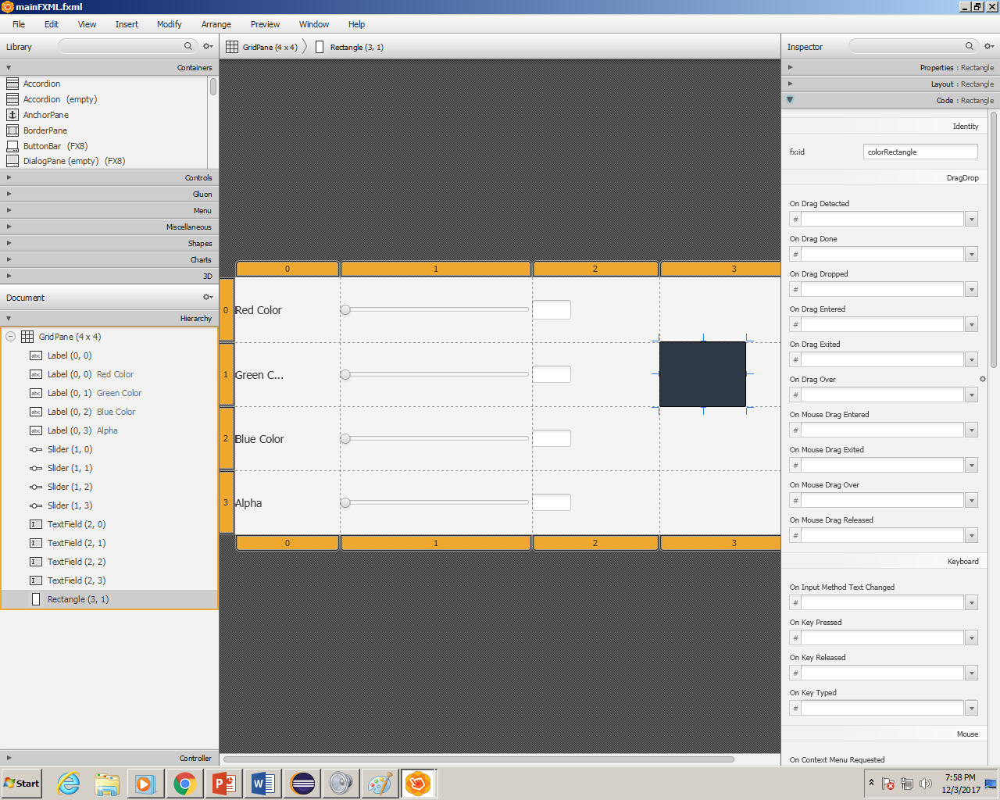 mainFXML.fxml
File Edit View Insert Modify Arrange Preview Window Help
Library
Containers
Accordion
Accordion (empty)
AnchorPane
BorderPane
ButtonBar (FX8)
DialogPane (empty) (FX8)
Controls
Gluon
Menu
Miscellaneous
Shapes
Charts
3D
Document
Hierarchy
GridPane (4 x 4)
Label (0, 0)
Label (0, 0) Red Color
Label (0, 1) Green Color
Label (0, 2) Blue Color
Label (0, 3) Alpha
Slider (1, 0)
Slider (1, 1)
Slider (1, 2)
Slider (1, 3)
TextField (2, 0)
TextField (2, 1)
TextField (2, 2)
TextField (2, 3)
Rectangle (3, 1)
Controller
GridPane (4 x 4) Rectangle (3, 1)
0 1 2 3
0 Red Color
1 Green C...
2 Blue Color
3 Alpha
0 1 2 3
Inspector
Properties : Rectangle
Layout : Rectangle
Code : Rectangle
Identity
fx:id colorRectangle
DragDrop
On Drag Detected
#
On Drag Done
#
On Drag Dropped
#
On Drag Entered
#
On Drag Exited
#
On Drag Over
#
On Mouse Drag Entered
#
On Mouse Drag Exited
#
On Mouse Drag Over
#
On Mouse Drag Released
#
Keyboard
On Input Method Text Changed
#
On Key Pressed
#
On Key Released
#
On Key Typed
#
Mouse
On Context Menu Requested
Start
7:58 PM
12/3/2017